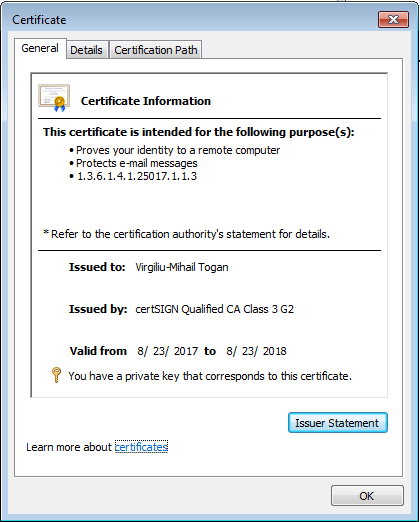 Certificate
General Details Certification Path
Certificate Information
This certificate is intended for the following purpose(s):
• Proves your identity to a remote computer
• Protects e-mail messages
• 1.3.6.1.4.1.25017.1.1.3
* Refer to the certification authority's statement for details.
Issued to: Virgiliu-Mihail Togan
Issued by: certSIGN Qualified CA Class 3 G2
Valid from 8/ 23/ 2017 to 8/ 23/ 2018
You have a private key that corresponds to this certificate.
Issuer Statement
Learn more about certificates
OK